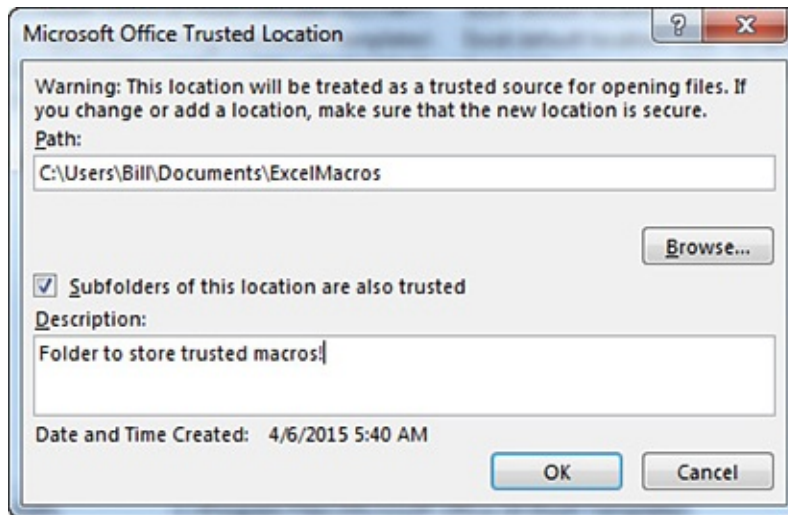 Microsoft Office Trusted Location
Warning: This location will be treated as a trusted source for opening files. If
you change or add a location, make sure that the new location is secure.
Path:
C:\Users\Bill\Documents\ExcelMacros
Browse...
Subfolders of this location are also trusted
Description:
Folder to store trusted macros!
Date and Time Created: 4/6/2015 5:40 AM
OK Cancel